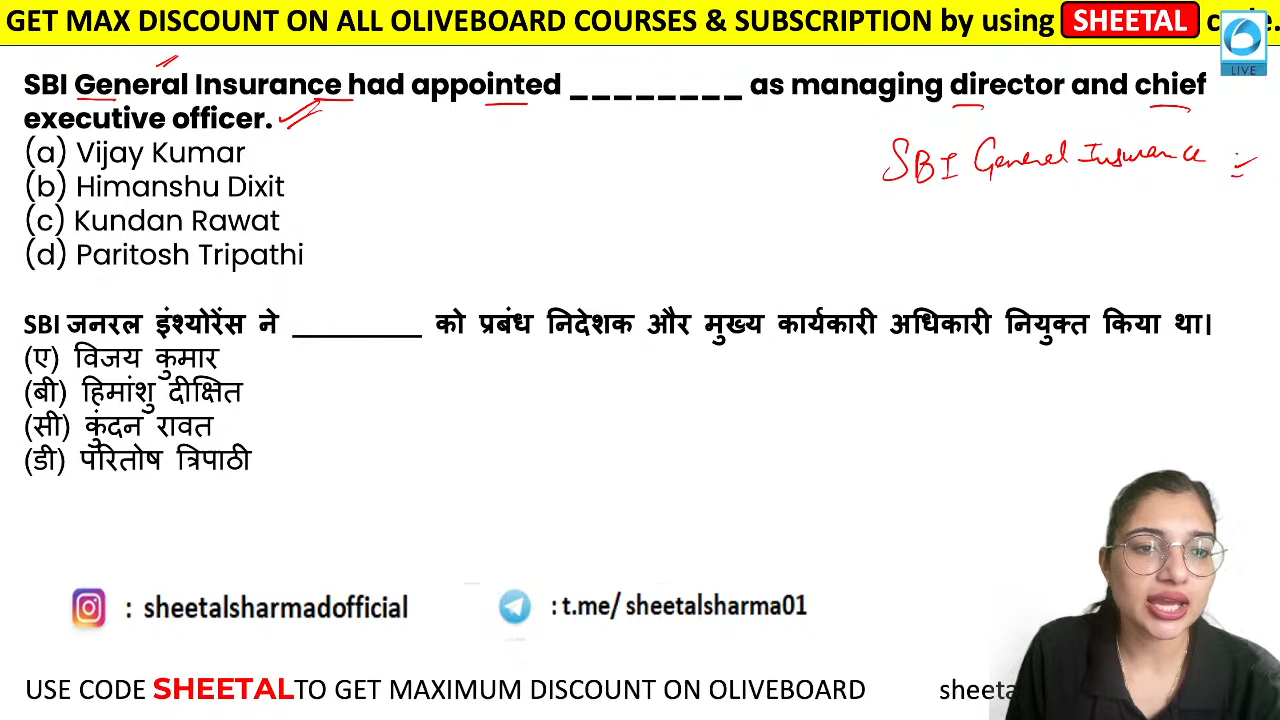 GET MAX DISCOUNT ON ALL OLIVEBOARD COURSES & SUBSCRIPTION by using SHEETAL code.
LIVE
SBI General Insurance had appointed ________ as managing director and chief
executive officer.
SBI General Insurance
(a) Vijay Kumar
(b) Himanshu Dixit
(c) Kundan Rawat
(d) Paritosh Tripathi
SBI जनरल इंश्योरेंस ने _________ को प्रबंध निदेशक और मुख्य कार्यकारी अधिकारी नियुक्त किया था।
(ए) विजय कुमार
(बी) हिमांशु दीक्षित
(सी) कुंदन रावत
(डी) परितोष त्रिपाठी
: sheetalsharmadofficial
: t.me/ sheetalsharma01
USE CODE SHEETAL TO GET MAXIMUM DISCOUNT ON OLIVEBOARD